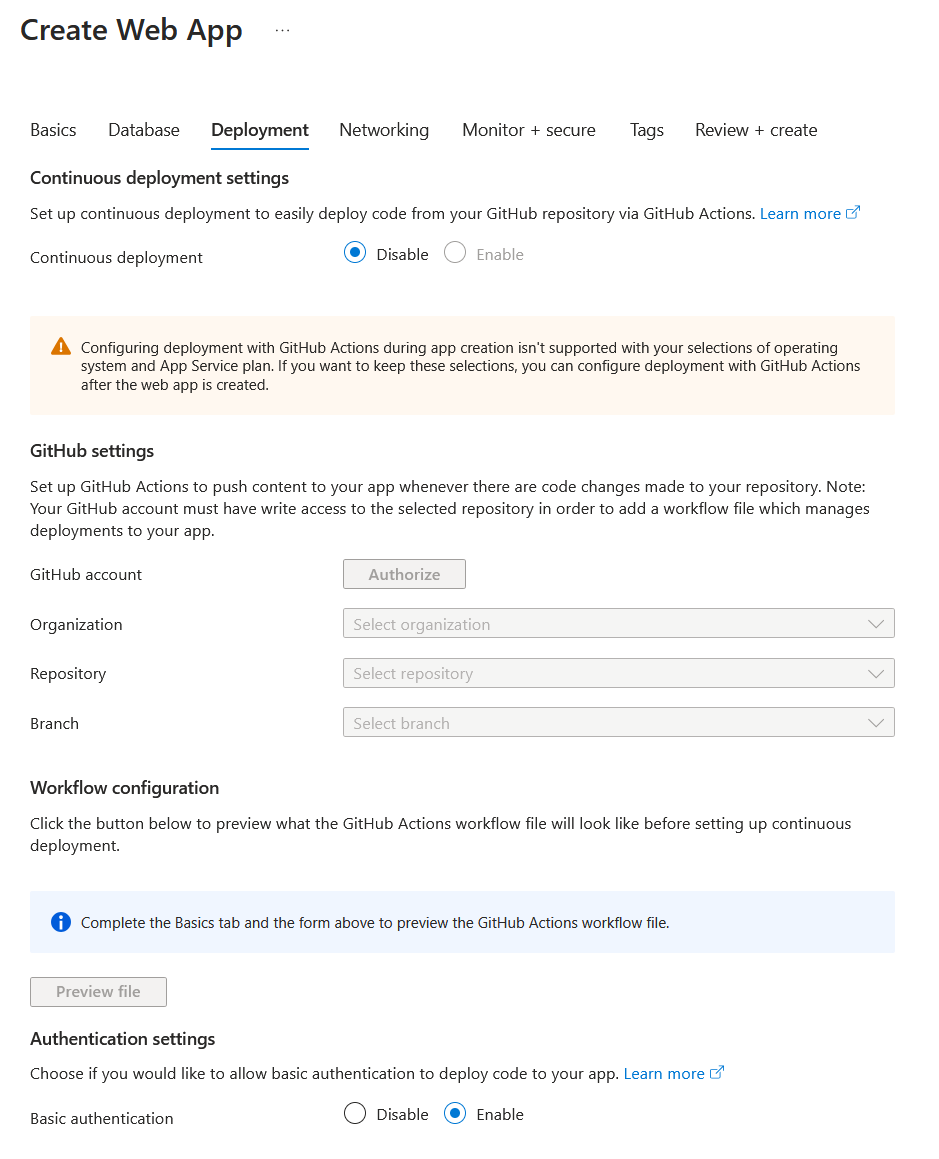 Create Web App ...
Basics Database Deployment Networking Monitor + secure Tags Review + create
Continuous deployment settings
Set up continuous deployment to easily deploy code from your GitHub repository via GitHub Actions. Learn more
Continuous deployment Disable Enable
Configuring deployment with GitHub Actions during app creation isn't supported with your selections of operating
system and App Service plan. If you want to keep these selections, you can configure deployment with GitHub Actions
after the web app is created.
GitHub settings
Set up GitHub Actions to push content to your app whenever there are code changes made to your repository. Note:
Your GitHub account must have write access to the selected repository in order to add a workflow file which manages
deployments to your app.
GitHub account Authorize
Organization Select organization
Repository Select repository
Branch Select branch
Workflow configuration
Click the button below to preview what the GitHub Actions workflow file will look like before setting up continuous
deployment.
Complete the Basics tab and the form above to preview the GitHub Actions workflow file.
Preview file
Authentication settings
Choose if you would like to allow basic authentication to deploy code to your app. Learn more
Basic authentication Disable Enable